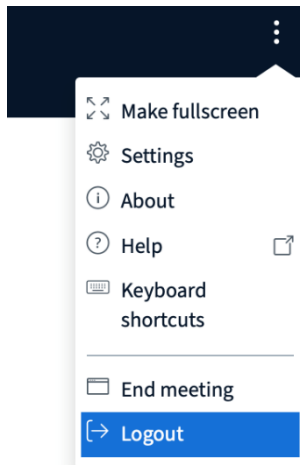 Make fullscreen
Settings
About
Help
Keyboard
shortcuts
End meeting
Logout